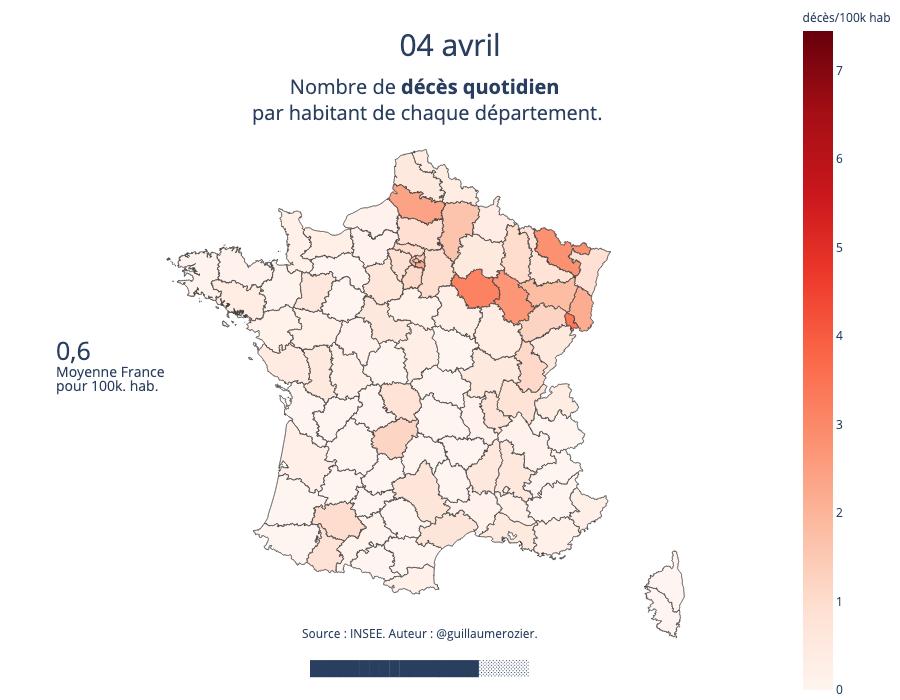 décès/100k hab
04 avril
Nombre de décès quotidien
par habitant de chaque département.
7
6
5
4
3
2
1
0
0,6
Moyenne France
pour 100k. hab.
Source : INSEE. Auteur : @guillaumerozier.